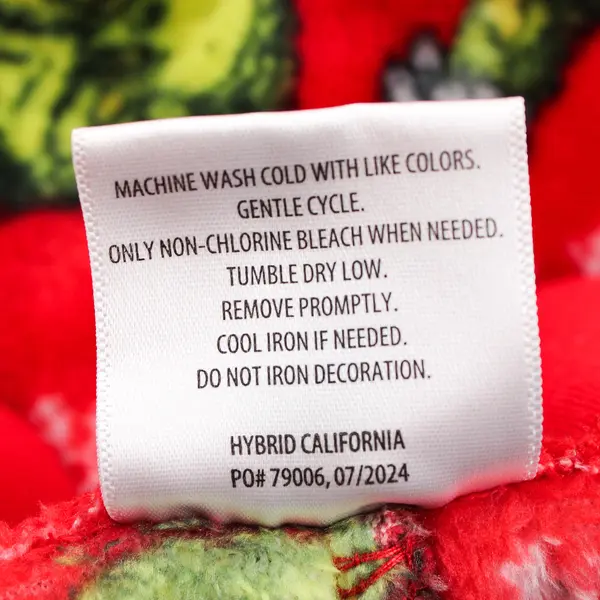 MACHINE WASH COLD WITH LIKE COLORS.
GENTLE CYCLE.
ONLY NON-CHLORINE BLEACH WHEN NEEDED.
TUMBLE DRY LOW.
REMOVE PROMPTLY.
COOL IRON IF NEEDED.
DO NOT IRON DECORATION.
HYBRID CALIFORNIA
PO# 79006, 07/2024